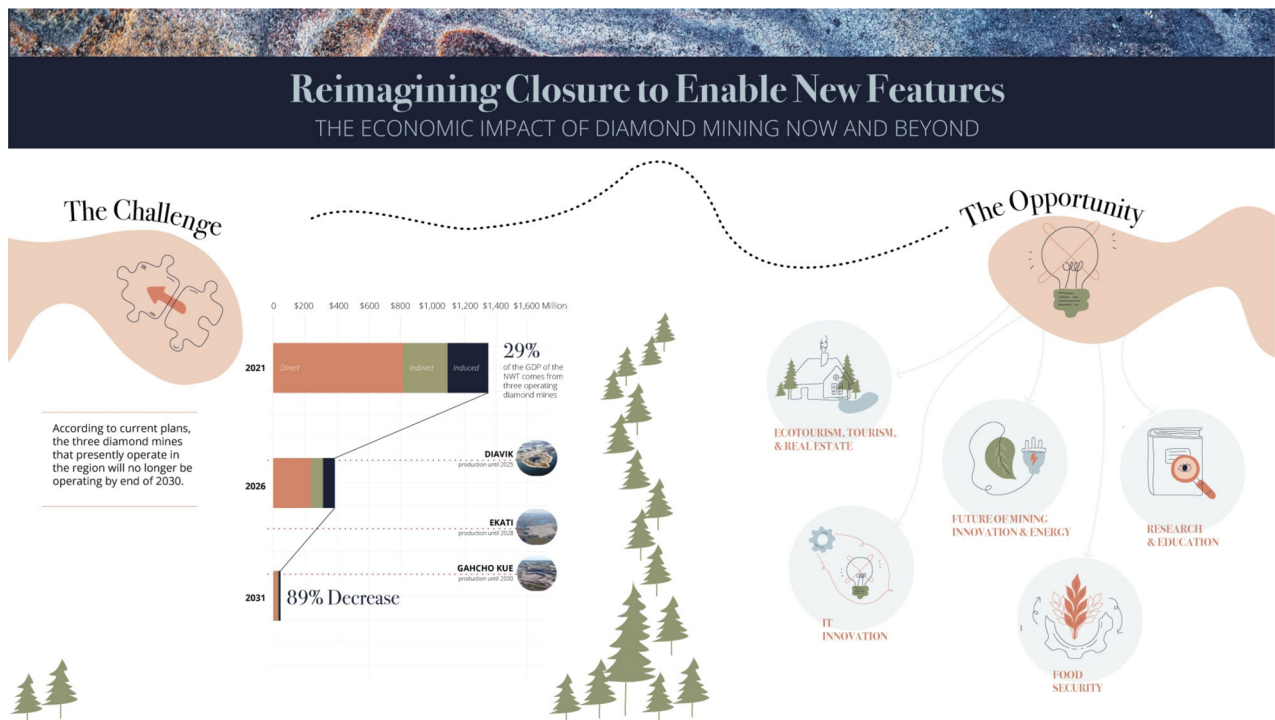 Reimagining Closure to Enable New Features
THE ECONOMIC IMPACT OF DIAMOND MINING NOW AND BEYOND
The Challenge
According to current plans,
the three diamond mines
that presently operate in
the region will no longer be
operating by end of 2030.
0 $200 $400 $600 $800 $1,000 $1,200 $1,400 $1,600 Million
2021
Direct
Indirect
Induced
29%
of the GDP of the
NWT comes from
three operating
diamond mines
DIAVIK
production until 2025
2026
EKATI
production until 2028
GAHCHO KUE
production until 2030
2031
89% Decrease
The Opportunity
ECOTOURISM, TOURISM,
& REAL ESTATE
FUTURE OF MINING
INNOVATION & ENERGY
RESEARCH
& EDUCATION
IT
INNOVATION
FOOD
SECURITY